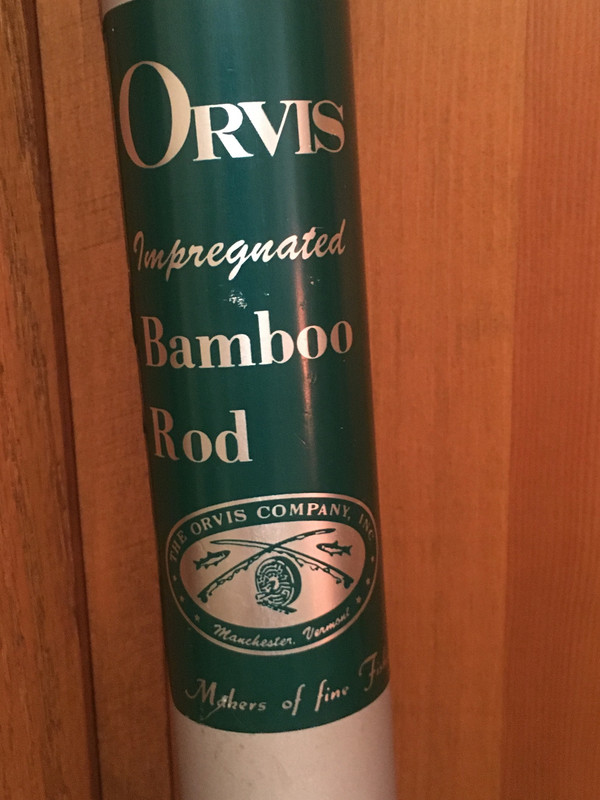 ORVIS
Impregnated
Bamboo
Rod
THE ORVIS COMPANY, INC
Manchester, Vermont
Makers of fine